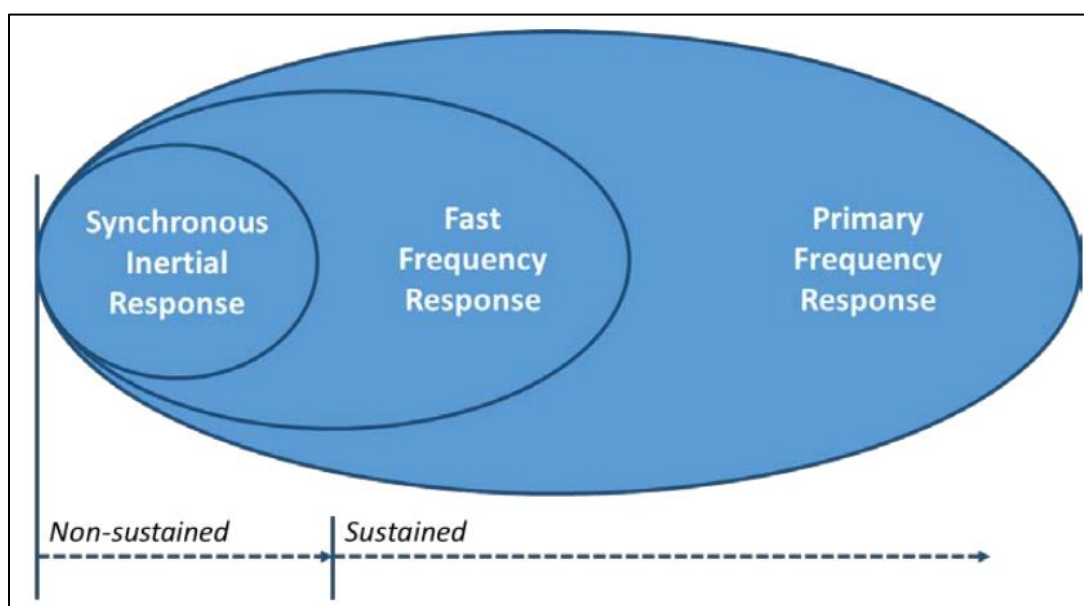 Synchronous
Inertial
Response
Fast
Frequency
Response
Primary
Frequency
Response
Non-sustained
Sustained